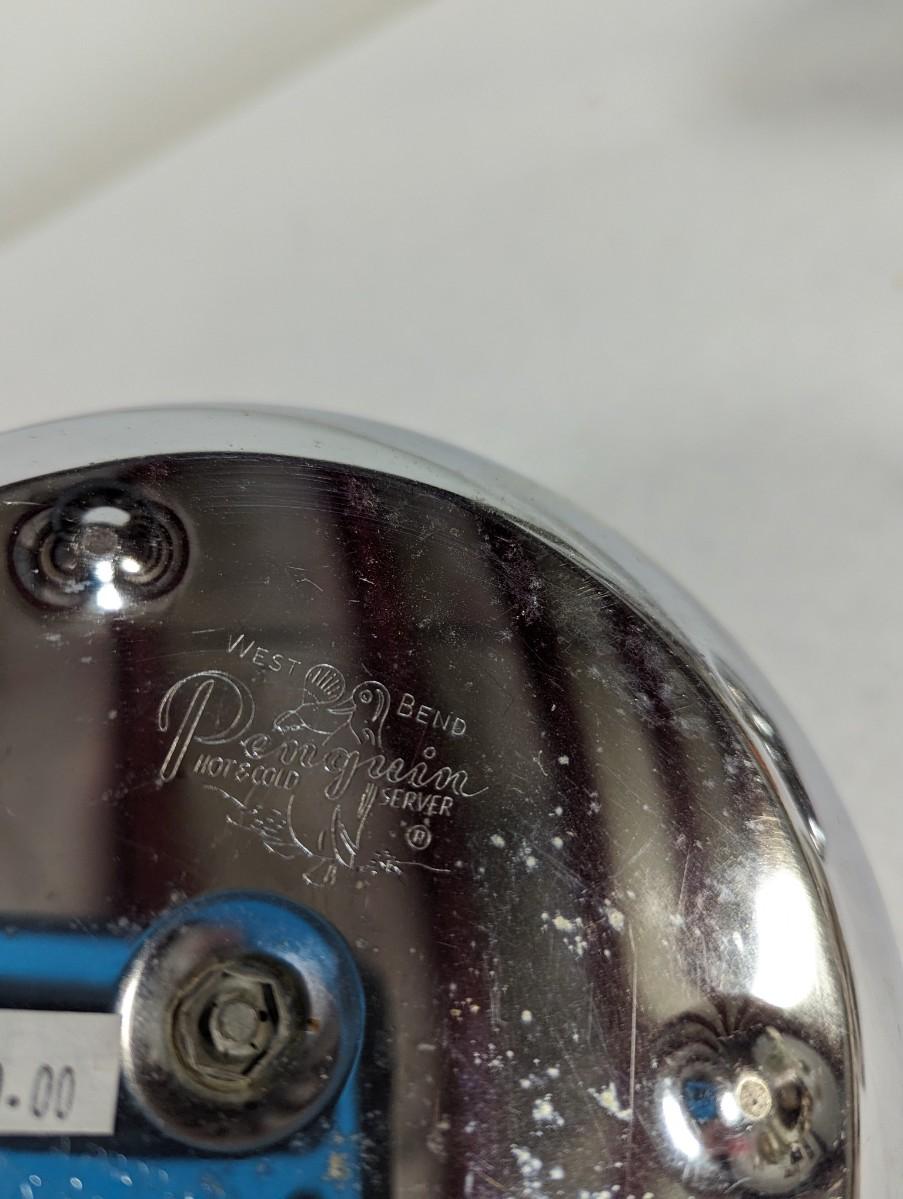 WEST BEND
Penguin
HOT & COLD SERVER
®
.00